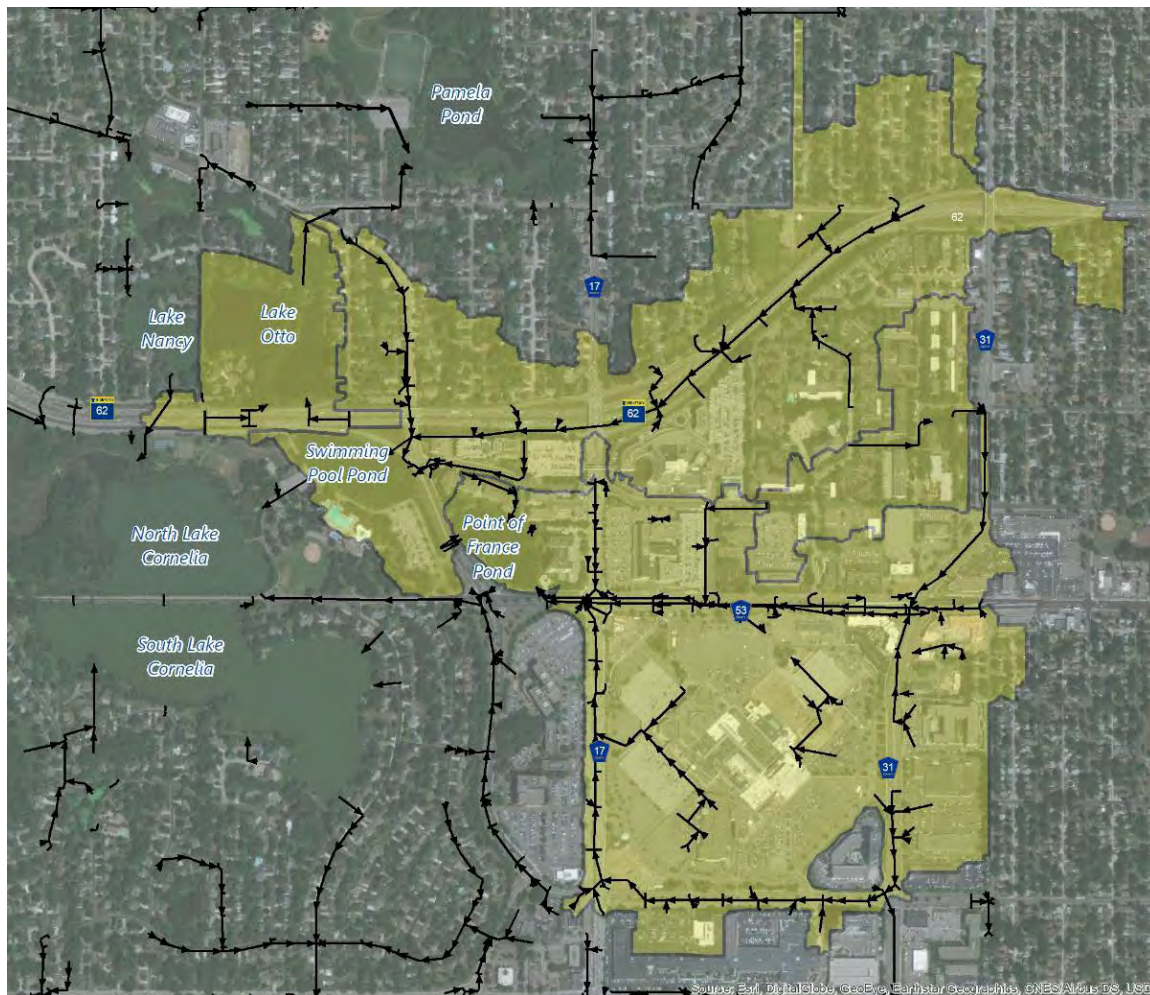 Pamela
Pond
62
17
Lake
Nancy
Lake
Otto
31
62
62
Swimming
Pool Pond
North Lake
Cornelia
Point of
France
Pond
53
South Lake
Cornelia
17
31
Source: Esri, DigitalGlobe, GeoEye, Earthstar Geographics, CNES/Airbus DS, USD